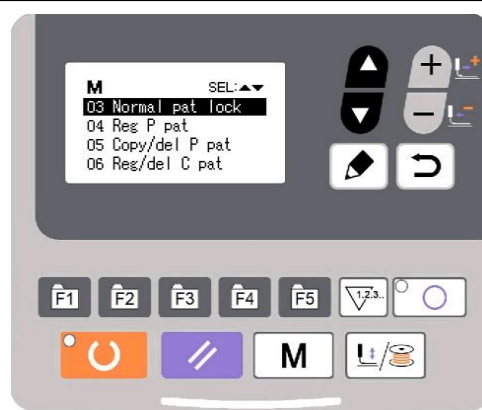 M SEL:▲▼
03 Normal pat lock
04 Reg P pat
05 Copy/del P pat
06 Reg/del C pat
F1 F2 F3 F4 F5 1.2.3..
M